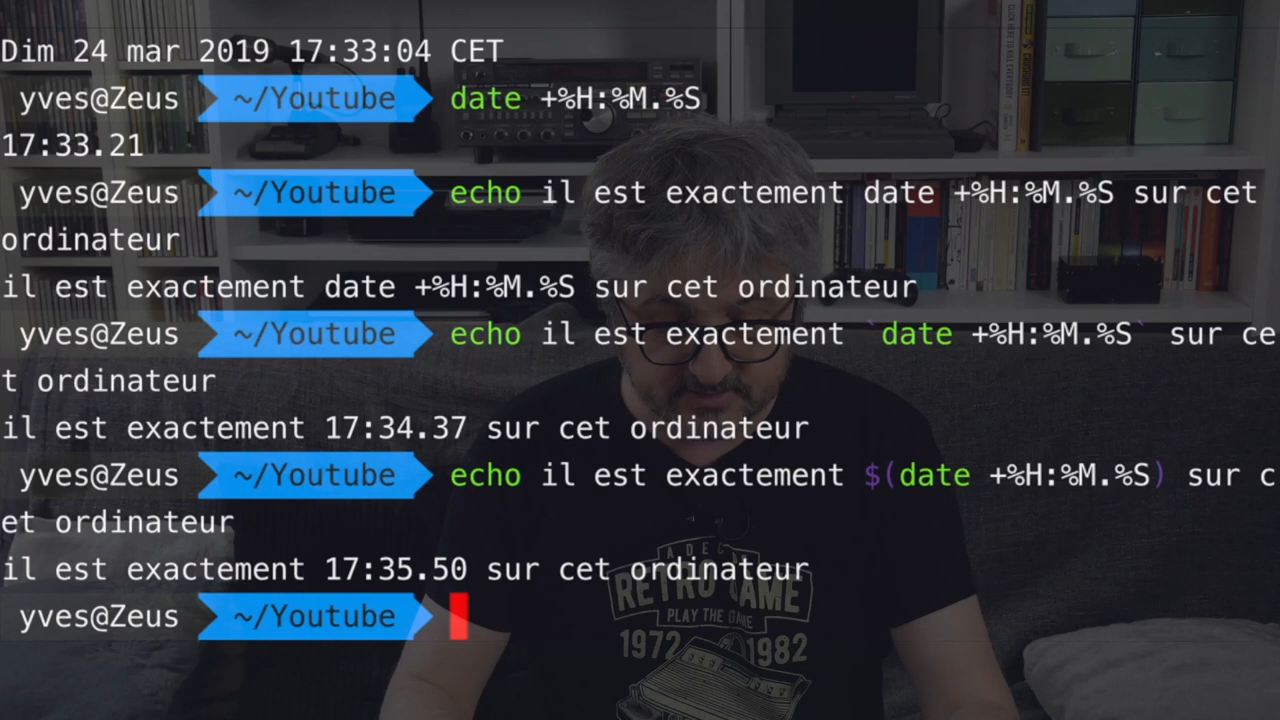 Dim 24 mar 2019 17:33:04 CET
yves@Zeus ~/Youtube date +%H:%M.%S
17:33.21
yves@Zeus ~/Youtube echo il est exactement date +%H:%M.%S sur cet
ordinateur
il est exactement date +%H:%M.%S sur cet ordinateur
yves@Zeus ~/Youtube echo il est exactement `date +%H:%M.%S` sur ce
t ordinateur
il est exactement 17:34.37 sur cet ordinateur
yves@Zeus ~/Youtube echo il est exactement $(date +%H:%M.%S) sur c
et ordinateur
il est exactement 17:35.50 sur cet ordinateur
yves@Zeus ~/Youtube
RETRO GAME
PLAY THE GAME
1972 1982